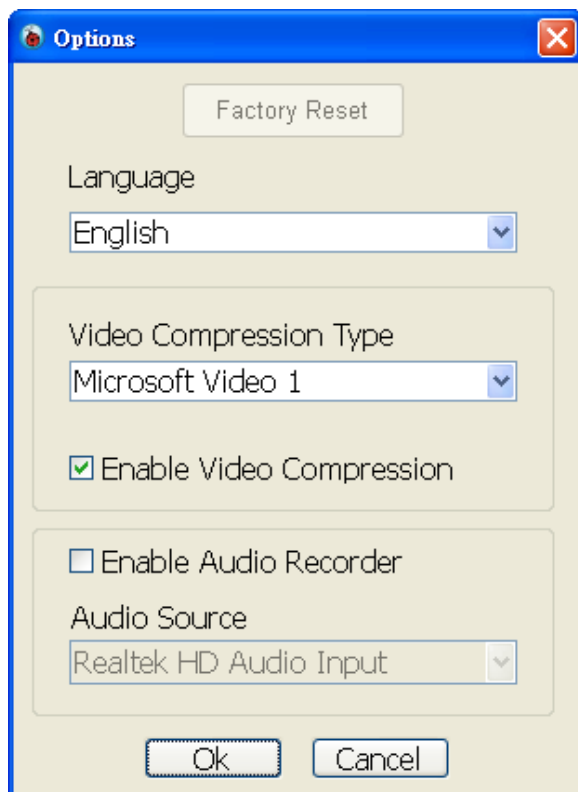 Options
Factory Reset
Language
English
Video Compression Type
Microsoft Video 1
Enable Video Compression
Enable Audio Recorder
Audio Source
Realtek HD Audio Input
Ok
Cancel